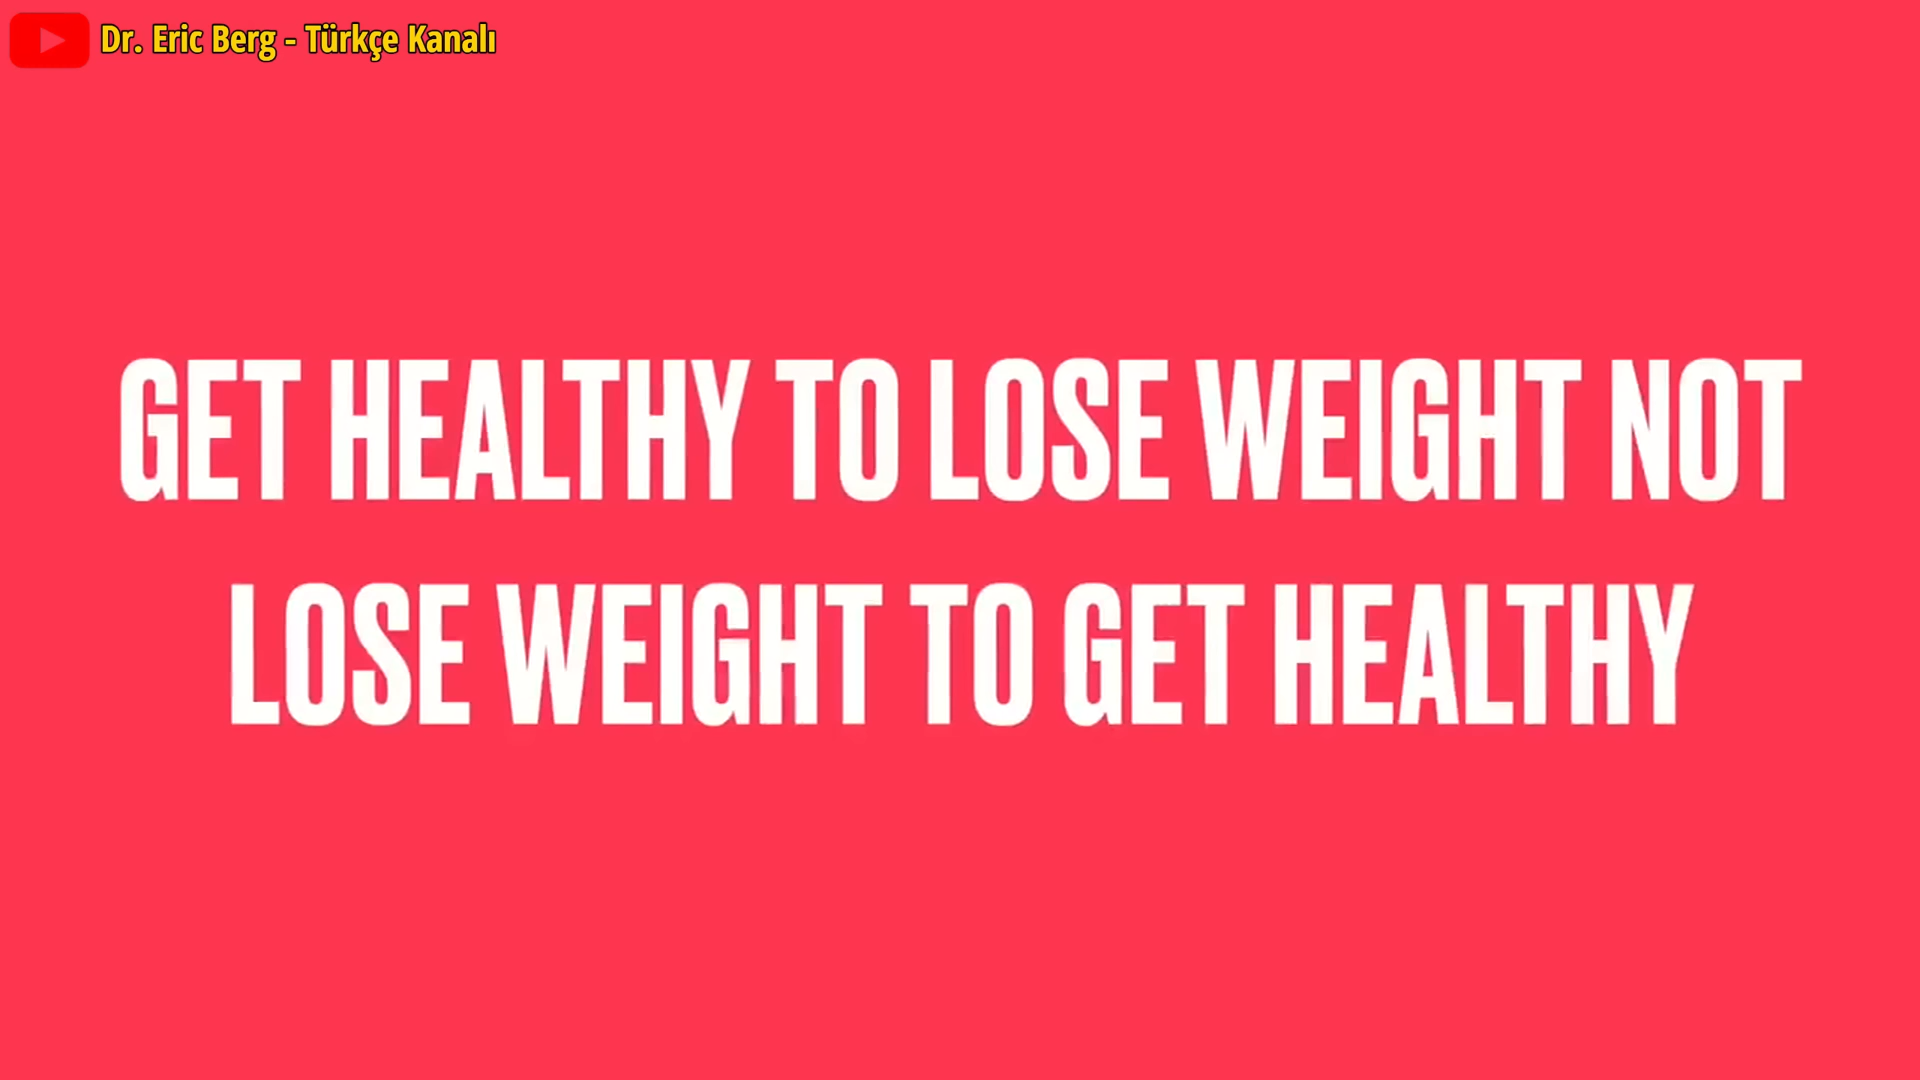 Dr. Eric Berg - Türkçe Kanalı
GET HEALTHY TO LOSE WEIGHT NOT
LOSE WEIGHT TO GET HEALTHY